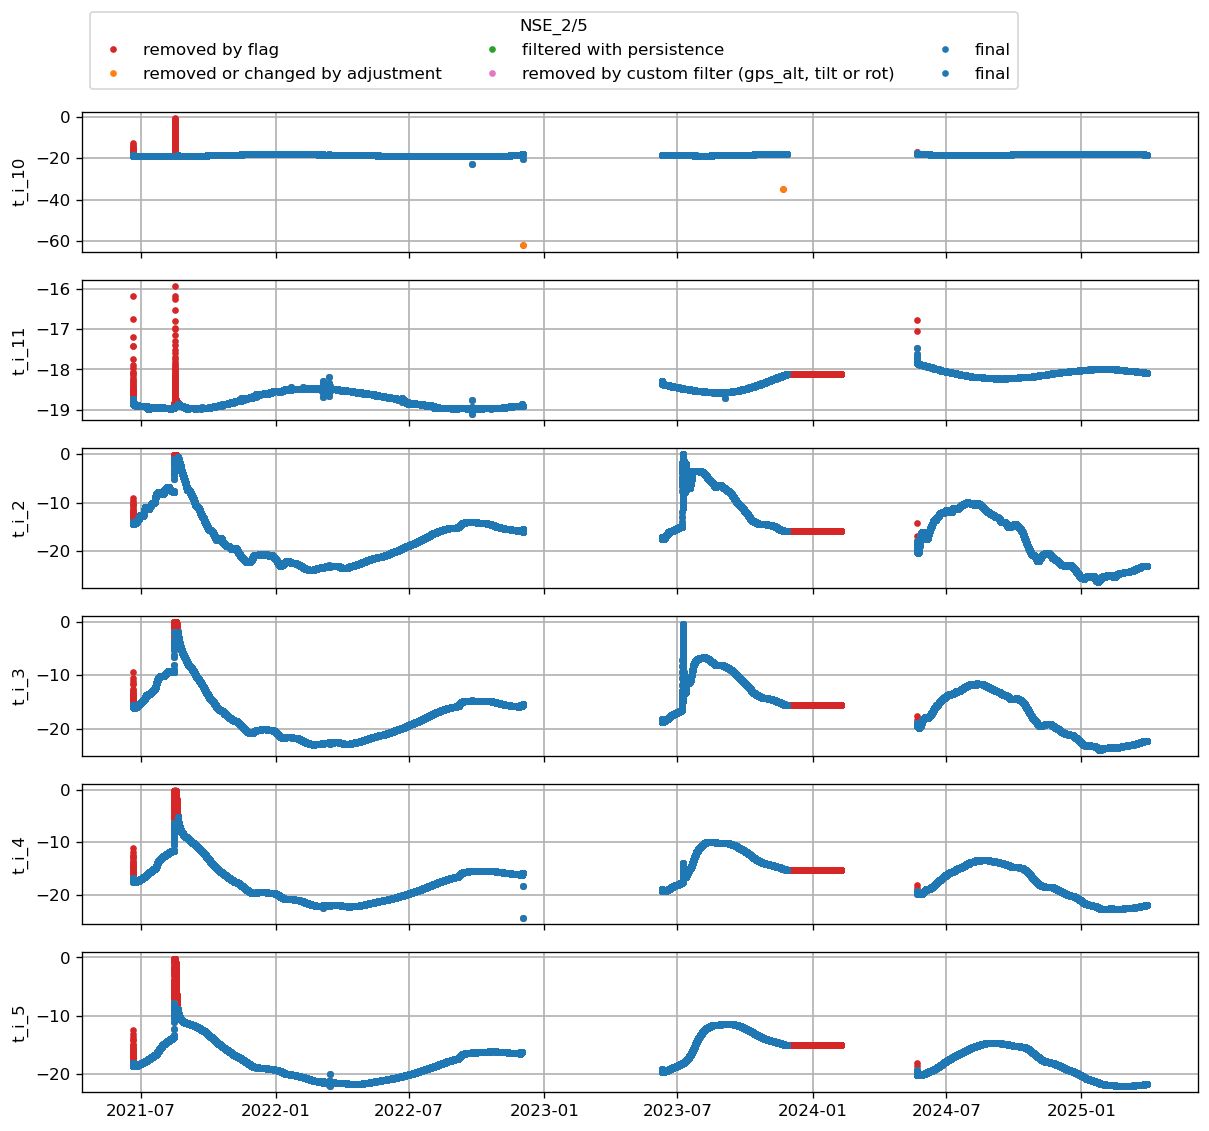 NSE_2/5
removed by flag
filtered with persistence
final
removed or changed by adjustment
removed by custom filter (gps_alt, tilt or rot)
final
0
−20
−40
−60
t_i_10
−16
−17
−18
−19
t_i_11
0
−10
−20
t_i_2
0
−10
−20
t_i_3
0
−10
−20
t_i_4
0
−10
−20
t_i_5
2021-07
2022-01
2022-07
2023-01
2023-07
2024-01
2024-07
2025-01